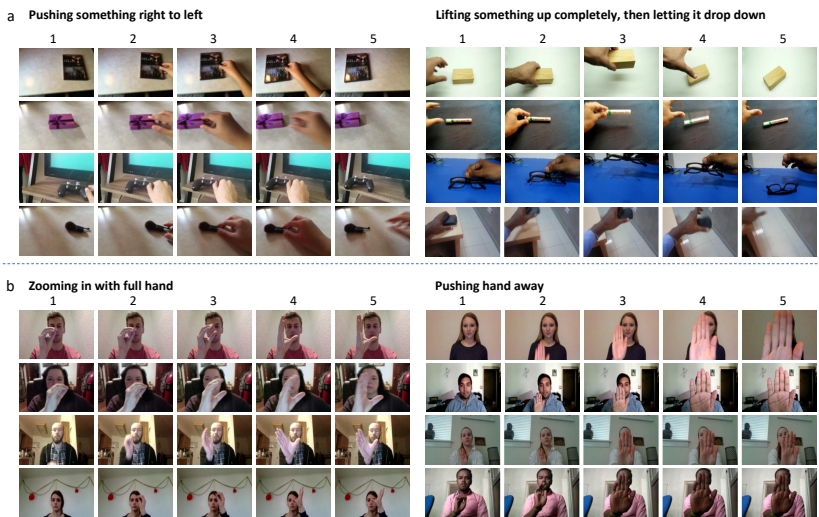 a Pushing something right to left Lifting something up completely, then letting it drop down
1 2 3 4 5 1 2 3 4 5
b Zooming in with full hand Pushing hand away
1 2 3 4 5 1 2 3 4 5